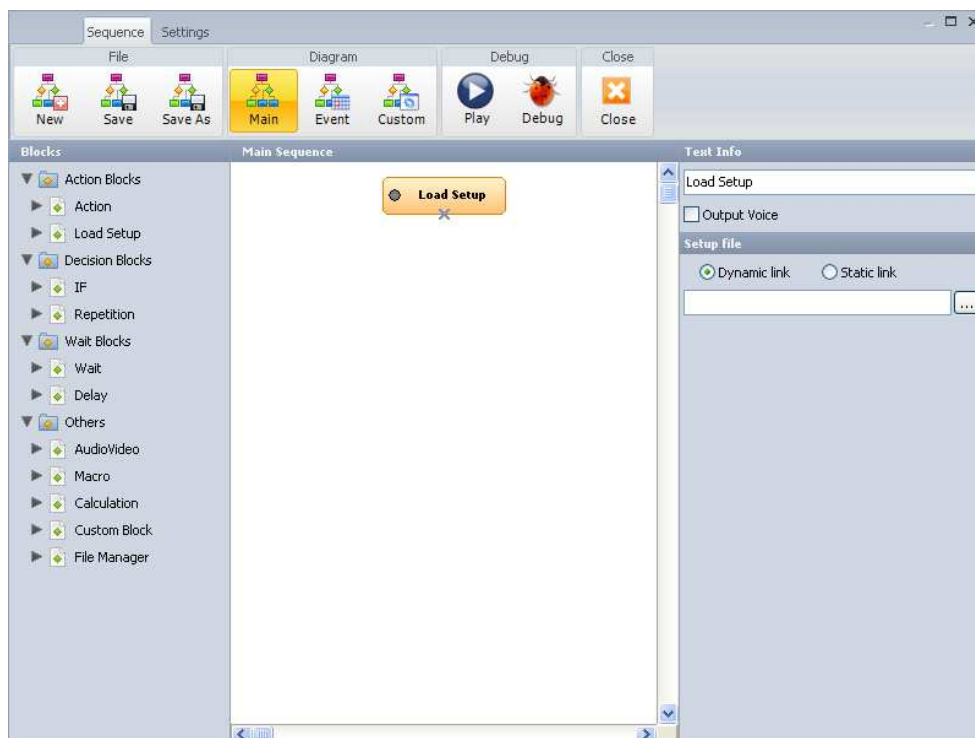 Sequence Settings
File Diagram Debug Close
New Save Save As Main Event Custom Play Debug Close
Blocks
Action Blocks
Action
Load Setup
Decision Blocks
IF
Repetition
Wait Blocks
Wait
Delay
Others
AudioVideo
Macro
Calculation
Custom Block
File Manager
Main Sequence
Load Setup
Text Info
Load Setup
Output Voice
Setup file
Dynamic link Static link
...